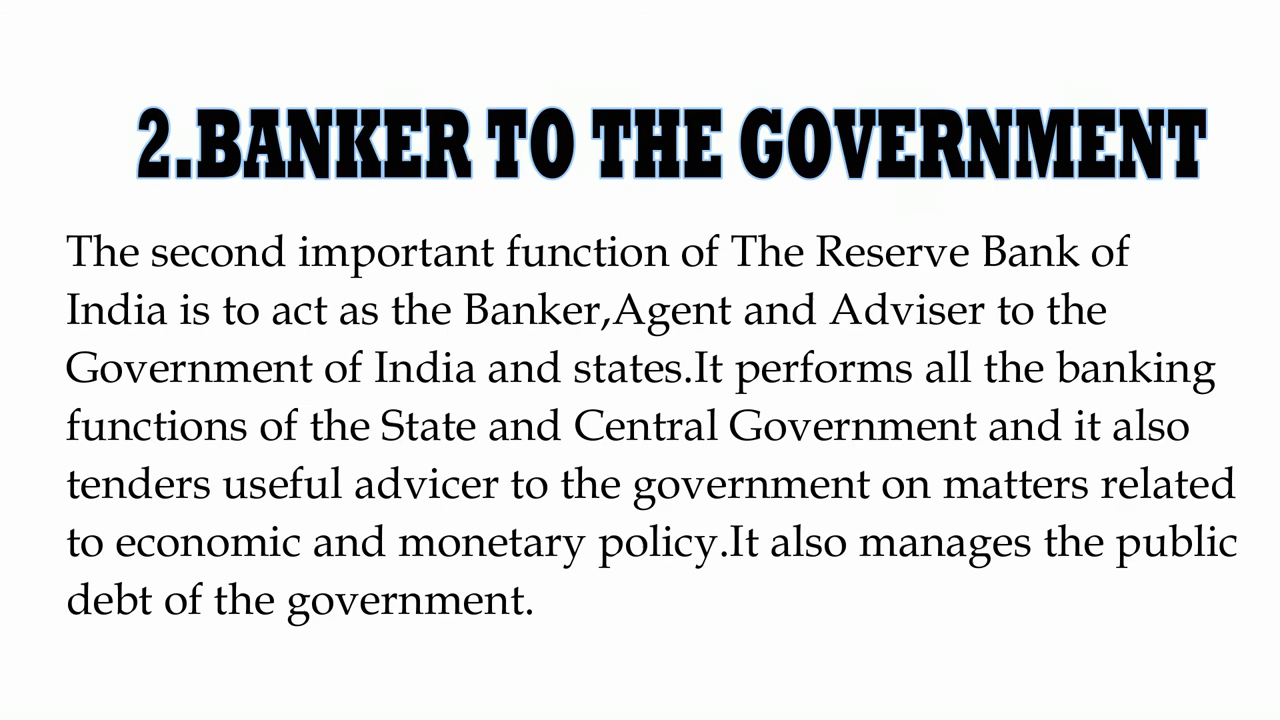 2.BANKER TO THE GOVERNMENT
The second important function of The Reserve Bank of
India is to act as the Banker,Agent and Adviser to the
Government of India and states.It performs all the banking
functions of the State and Central Government and it also
tenders useful advicer to the government on matters related
to economic and monetary policy.It also manages the public
debt of the government.